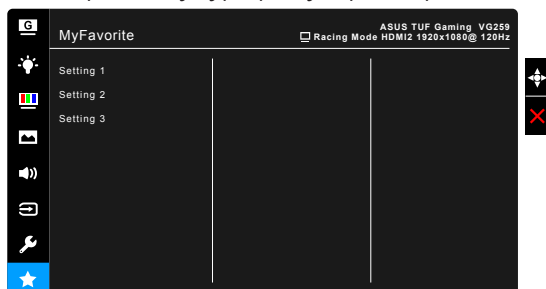 G
MyFavorite
ASUS TUF Gaming VG259
Racing Mode HDMI2 1920x1080@ 120Hz
Setting 1
Setting 2
Setting 3